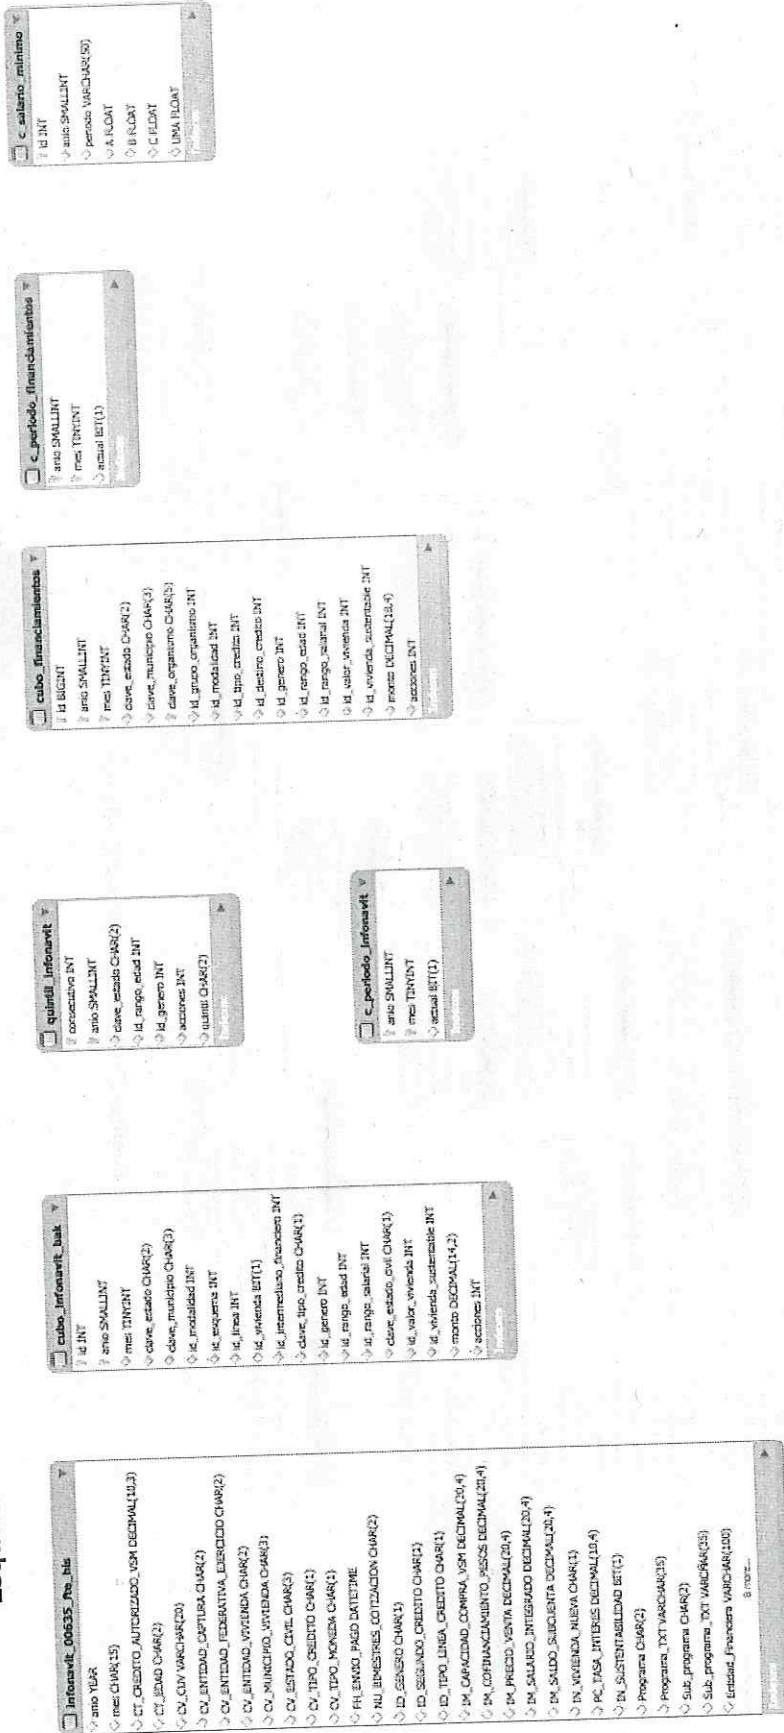 infonavit_00635_fte_his
anio YEAR
mes CHAR(15)
CT_CREDITO_AUTORIZADO_VSM DECIMAL(10,3)
CT_EDAD CHAR(2)
CV_CUV VARCHAR(20)
CV_ENTIDAD_CAPTURA CHAR(2)
CV_ENTIDAD_FEDERATIVA_EJERCICIO CHAR(2)
CV_ENTIDAD_VIVIENDA CHAR(2)
CV_MUNICIPIO_VIVIENDA CHAR(3)
CV_ESTADO_CIVIL CHAR(3)
CV_TIPO_CREDITO CHAR(1)
CV_TIPO_MONEDA CHAR(1)
FH_ENVIO_PAGO DATETIME
NU_BIMESTRES_COTIZACION CHAR(2)
ID_GENERO CHAR(1)
ID_SEGUNDO_CREDITO CHAR(1)
ID_TIPO_LINEA_CREDITO CHAR(1)
IM_CAPACIDAD_COMPRA_VSM DECIMAL(20,4)
IM_COFINANCIAMIENTO_PESOS DECIMAL(20,4)
IM_PRECIO_VENTA DECIMAL(20,4)
IM_SALARIO_INTEGRADO DECIMAL(20,4)
IM_SALDO_SUBCUENTA DECIMAL(20,4)
IN_VIVIENDA_NUEVA CHAR(1)
PC_TASA_INTERES DECIMAL(10,4)
IN_SUSTENTABILIDAD BIT(1)
Programa CHAR(2)
Programa_TXT VARCHAR(15)
Sub_programa CHAR(2)
Sub_programa_TXT VARCHAR(35)
Entidad_Financiera VARCHAR(100)
8 more...
cubo_infonavit_bak
id INT
anio SMALLINT
mes TINYINT
clave_estado CHAR(2)
clave_municipio CHAR(3)
id_modalidad INT
id_esquema INT
id_linea INT
id_vivienda BIT(1)
id_intermediario_financiero INT
clave_tipo_credito CHAR(1)
id_genero INT
id_rango_edad INT
id_rango_salarial INT
clave_estado_civil CHAR(1)
id_valor_vivienda INT
id_vivienda_sustentable INT
monto DECIMAL(14,2)
acciones INT
Indexes
quintil_infonavit
consecutivo INT
anio SMALLINT
clave_estado CHAR(2)
id_rango_edad INT
id_genero INT
acciones INT
quintil CHAR(2)
Indexes
c_periodo_infonavit
anio SMALLINT
mes TINYINT
actual BIT(1)
Indexes
cubo_financiamientos
id BIGINT
anio SMALLINT
mes TINYINT
clave_estado CHAR(2)
clave_municipio CHAR(3)
clave_organismo CHAR(5)
id_grupo_organismo INT
id_modalidad INT
id_tipo_credito INT
id_destino_credito INT
id_genero INT
id_rango_edad INT
id_rango_salarial INT
id_valor_vivienda INT
id_vivienda_sustentable INT
monto DECIMAL(18,4)
acciones INT
c_periodo_financiamientos
anio SMALLINT
mes TINYINT
actual BIT(1)
c_salario_minimo
id INT
anio SMALLINT
periodo VARCHAR(50)
A FLOAT
B FLOAT
C FLOAT
UMA FLOAT